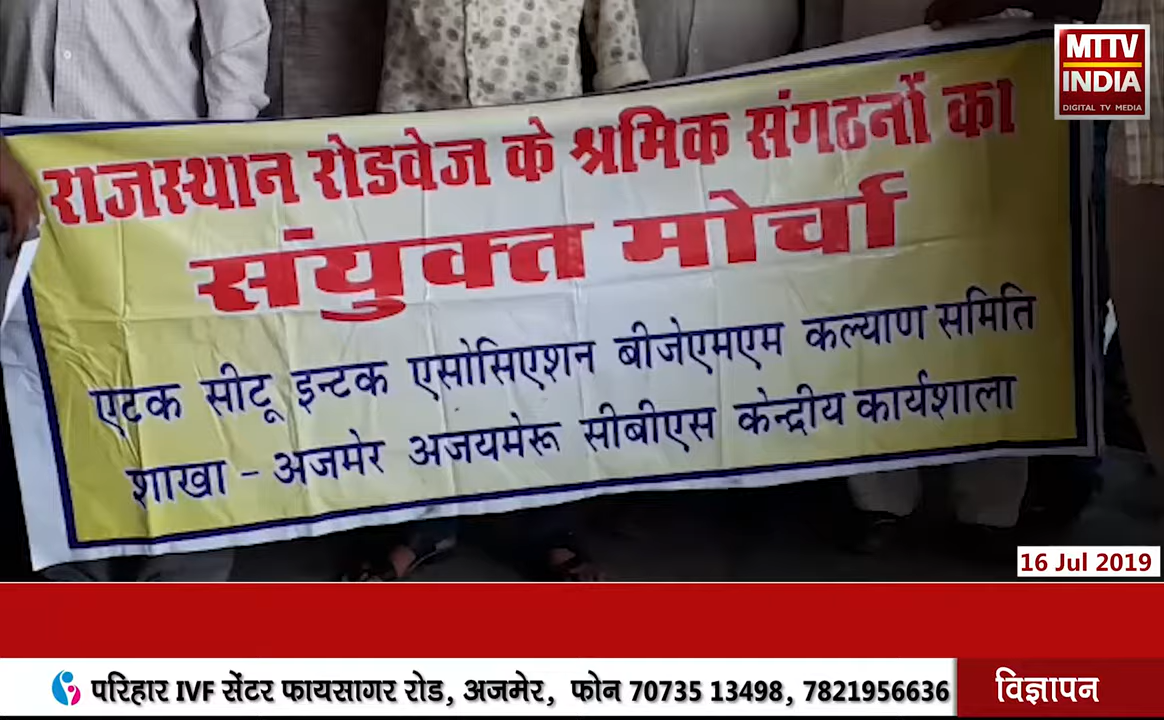 MTTV
INDIA
DIGITAL TV MEDIA
राजस्थान रोडवेज के श्रमिक संगठनों का
संयुक्त मोर्चा
एटक सीटू इन्टक एसोसिएशन बीजेएमएम कल्याण समिति
शाखा - अजमेर अजयमेरू सीबीएस केन्द्रीय कार्यशाला
16 Jul 2019
परिहार IVF सेंटर फायसागर रोड, अजमेर, फोन 70735 13498, 7821956636
विज्ञापन